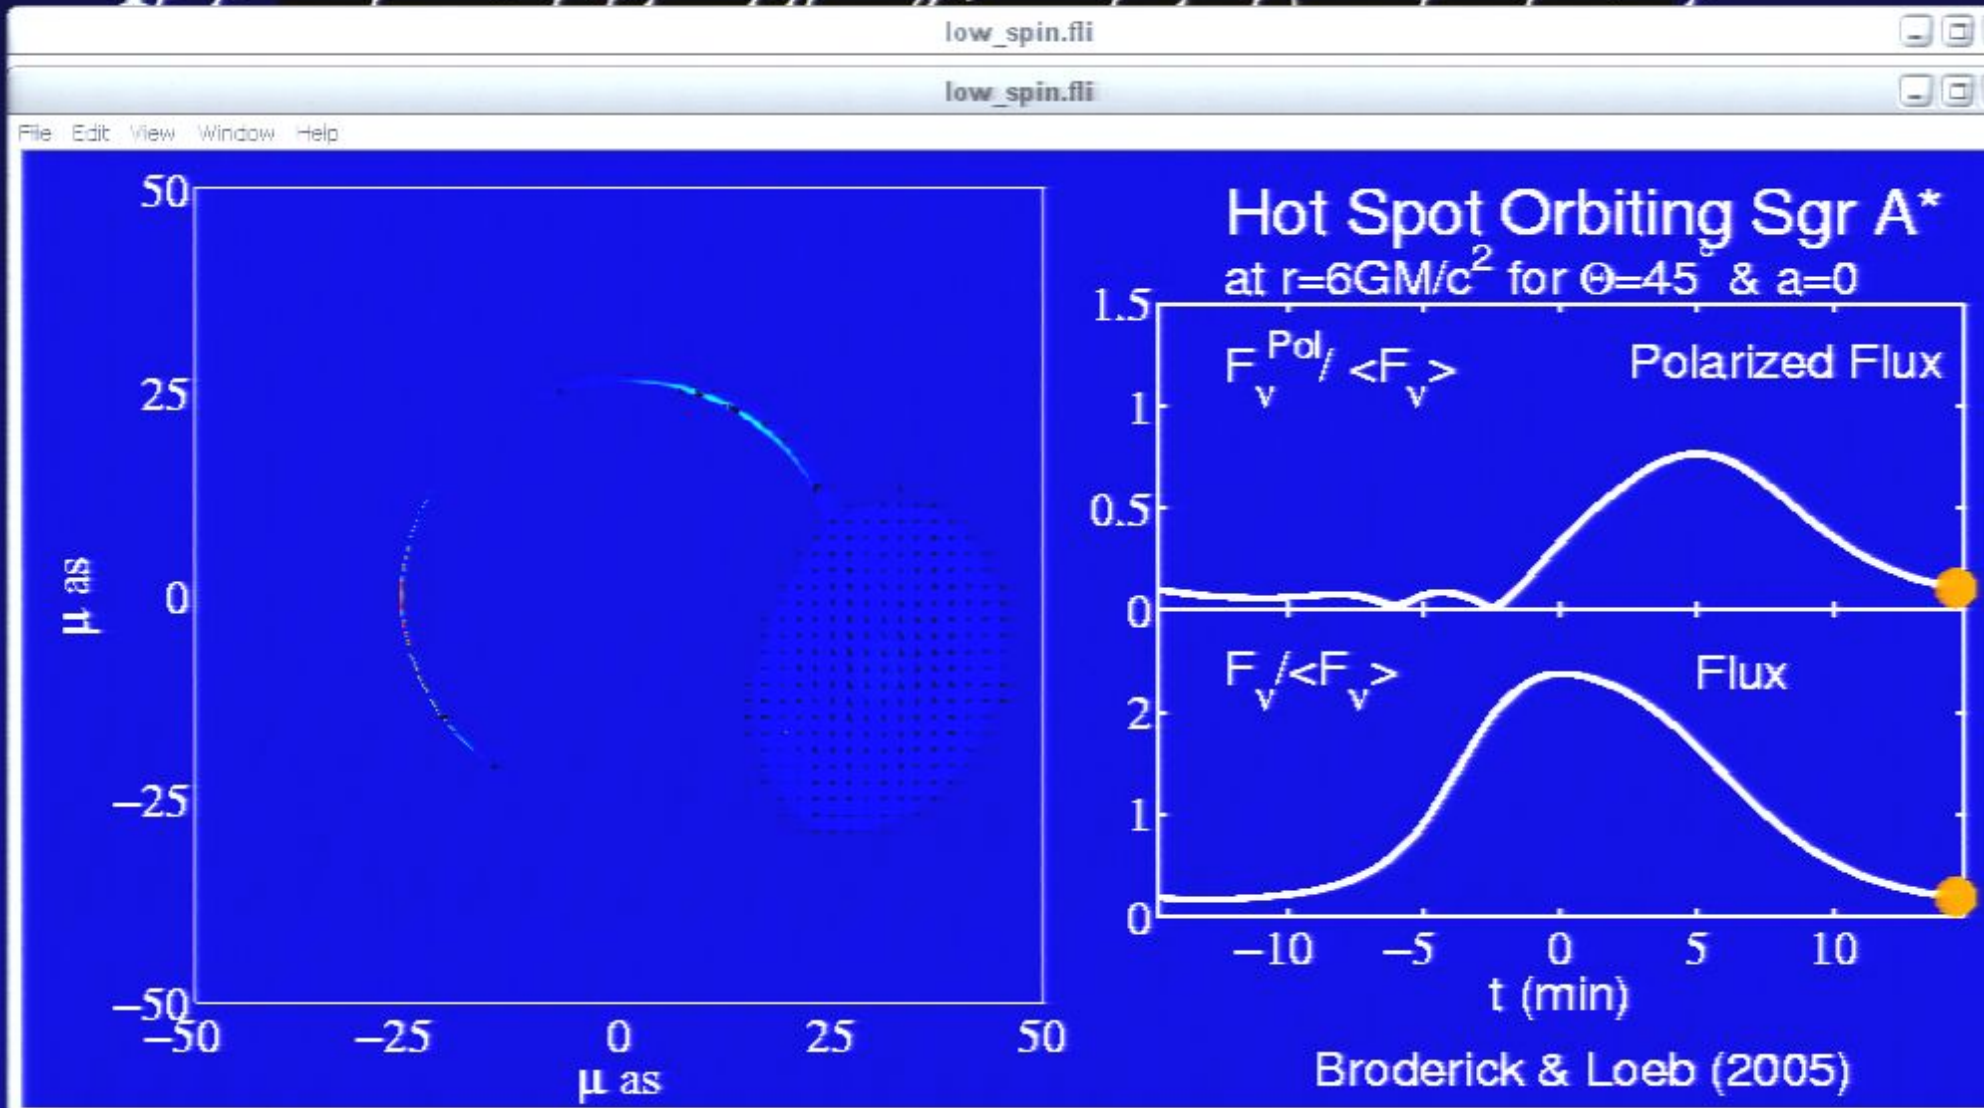 low_spin.fli
low_spin.fli
File Edit View Window Help
Hot Spot Orbiting Sgr A*
at r=6GM/c² for Θ=45° & a=0
50
25
0
−25
−50
μ as
−50 −25 0 25 50
μ as
1.5
1
0.5
0
F_ν^Pol/ <F_ν>
Polarized Flux
2
1
0
F_ν/<F_ν>
Flux
−10 −5 0 5 10
t (min)
Broderick & Loeb (2005)